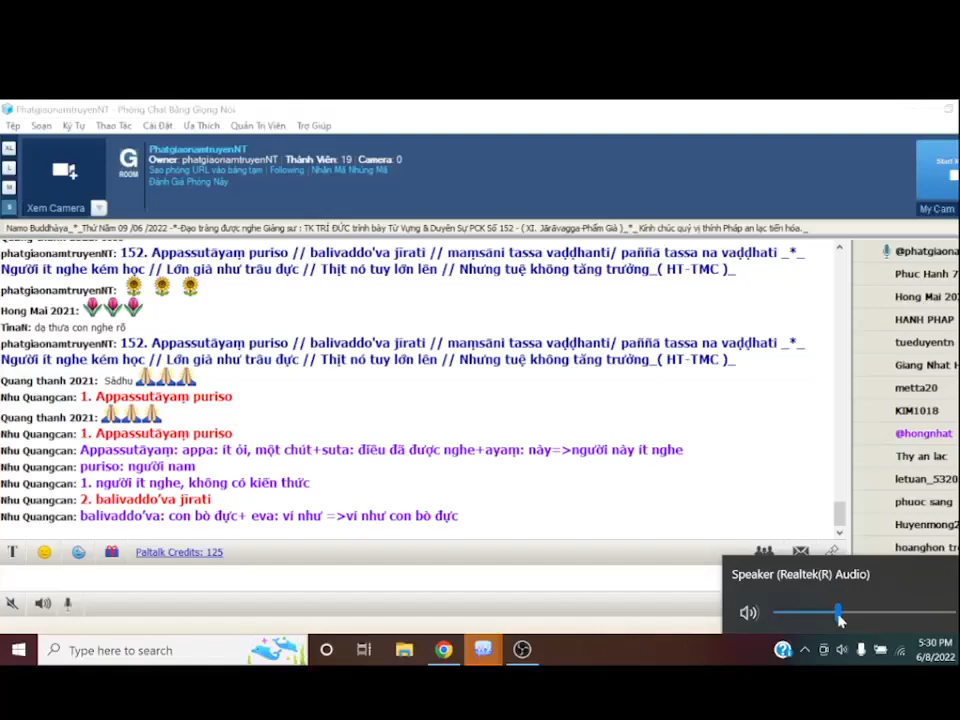 PhatgiaonamtruyenNT - Phòng Chat Bằng Giọng Nói
Tệp Soạn Ký Tự Thao Tác Cài Đặt Ưa Thích Quản Trị Viên Trợ Giúp
XL
L
M
S
Xem Camera
G
ROOM
PhatgiaonamtruyenNT
Owner: phatgiaonamtruyenNT | Thành Viên: 19 Camera: 0
Sao phỏng URL vào bảng tạm | Following | Nhắn Mã Nhúng Mã
Đánh Giá Phòng Nầy
Start
My Cam
Namo Buddhàya_*_Thứ Năm 09 /06 /2022 -*-Đạo tràng được nghe Giảng sư : TK TRÍ ĐỨC trình bày Từ Vựng & Duyên Sự PCK Số 152 - ( XI. Jārāvagga-Phẩm Già )_*_ Kính chúc quý vị thính Pháp an lạc tiến hóa._
phatgiaonamtruyenNT: 152. Appassutāyaṃ puriso // balivaddo'va jīrati // maṃsāni tassa vaḍḍhanti/ paññā tassa na vaḍḍhati _*_
Người ít nghe kém học // Lớn già như trâu đực // Thịt nó tuy lớn lên // Nhưng tuệ không tăng trưởng_( HT-TMC )_
phatgiaonamtruyenNT:
Hong Mai 2021:
TinaN: dạ thưa con nghe rõ
phatgiaonamtruyenNT: 152. Appassutāyaṃ puriso // balivaddo'va jīrati // maṃsāni tassa vaḍḍhanti/ paññā tassa na vaḍḍhati _*_
Người ít nghe kém học // Lớn già như trâu đực // Thịt nó tuy lớn lên // Nhưng tuệ không tăng trưởng_( HT-TMC )_
Quang thanh 2021: Sādhu
Nhu Quangcan: 1. Appassutāyaṃ puriso
Quang thanh 2021:
Nhu Quangcan: 1. Appassutāyaṃ puriso
Nhu Quangcan: Appassutāyaṃ: appa: ít ỏi, một chút+suta: điều đã được nghe+ayaṃ: này=>người này ít nghe
Nhu Quangcan: puriso: người nam
Nhu Quangcan: 1. người ít nghe, không có kiến thức
Nhu Quangcan: 2. balivaddo'va jīrati
Nhu Quangcan: balivaddo'va: con bò đực+ eva: ví như =>ví như con bò đực
@phatgiaona
Phuc Hanh 7
Hong Mai 20
HANH PHAP
tueduyentn
Giang Nhat H
metta20
KIM1018
@hongnhat
Thy an lac
letuan_5320
phuoc sang
Huyenmong2
hoanghon tr
T
Paltalk Credits: 125
Speaker (Realtek(R) Audio)
Type here to search
5:30 PM
6/8/2022